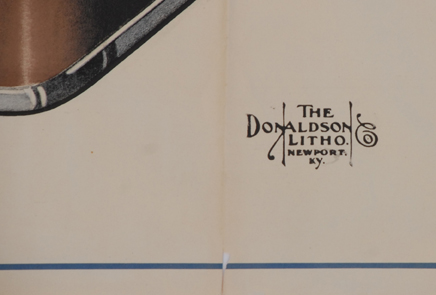 THE
DONALDSON Co
LITHO.
NEWPORT.
KY.